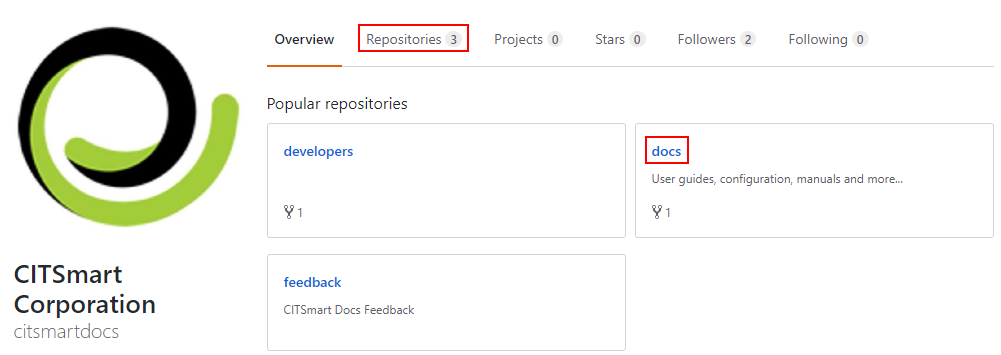 Overview Repositories 3 Projects 0 Stars 0 Followers 2 Following 0
Popular repositories
developers
1
docs
User guides, configuration, manuals and more...
1
feedback
CITSmart Docs Feedback
CITSmart
Corporation
citsmartdocs